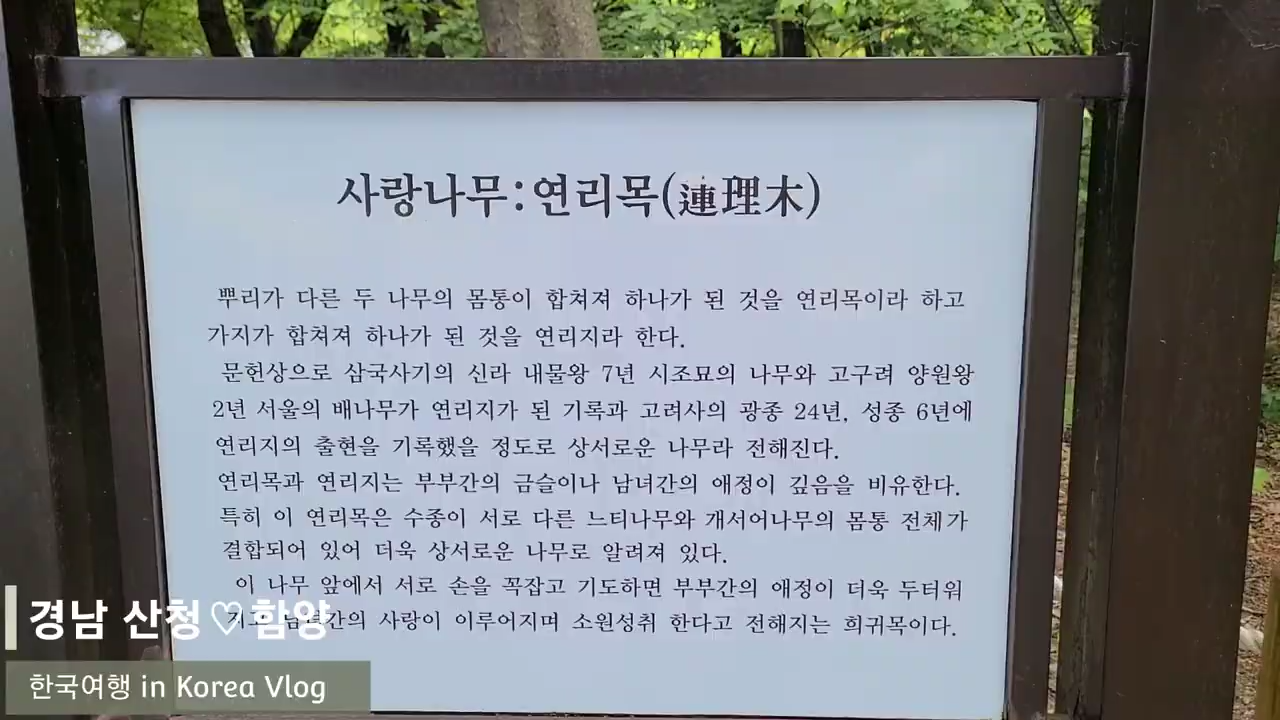 사랑나무:연리목(連理木)
뿌리가 다른 두 나무의 몸통이 합쳐져 하나가 된 것을 연리목이라 하고
가지가 합쳐져 하나가 된 것을 연리지라 한다.
문헌상으로 삼국사기의 신라 내물왕 7년 시조묘의 나무와 고구려 양원왕
2년 서울의 배나무가 연리지가 된 기록과 고려사의 광종 24년, 성종 6년에
연리지의 출현을 기록했을 정도로 상서로운 나무라 전해진다.
연리목과 연리지는 부부간의 금슬이나 남녀간의 애정이 깊음을 비유한다.
특히 이 연리목은 수종이 서로 다른 느티나무와 개서어나무의 몸통 전체가
결합되어 있어 더욱 상서로운 나무로 알려져 있다.
이 나무 앞에서 서로 손을 꼭잡고 기도하면 부부간의 애정이 더욱 두터워
지고 남녀간의 사랑이 이루어지며 소원성취 한다고 전해지는 희귀목이다.
경남 산청♡함양
한국여행 in Korea Vlog